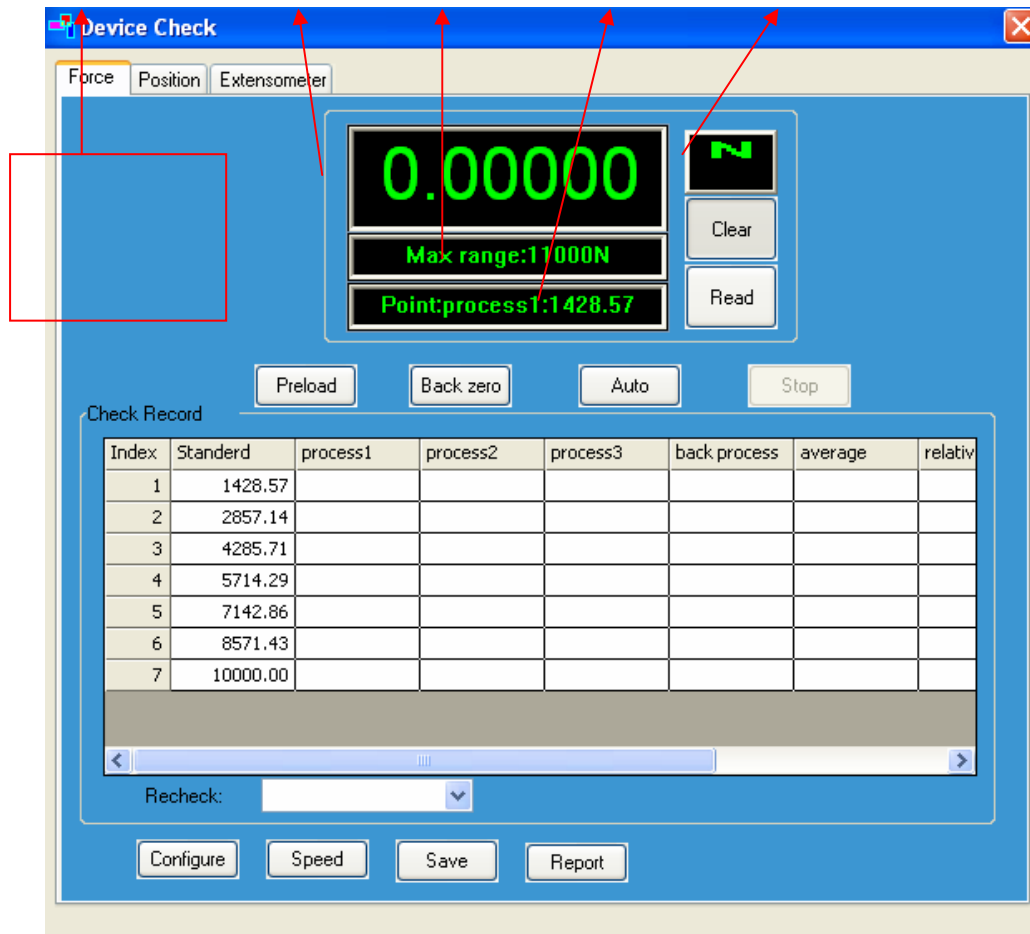 Device Check
Force Position Extensometer
0.00000 N
Clear
Max range:11000N
Read
Point:process1:1428.57
Preload Back zero Auto Stop
Check Record
Index Standerd process1 process2 process3 back process average relativ
1 1428.57
2 2857.14
3 4285.71
4 5714.29
5 7142.86
6 8571.43
7 10000.00
Recheck:
Configure Speed Save Report